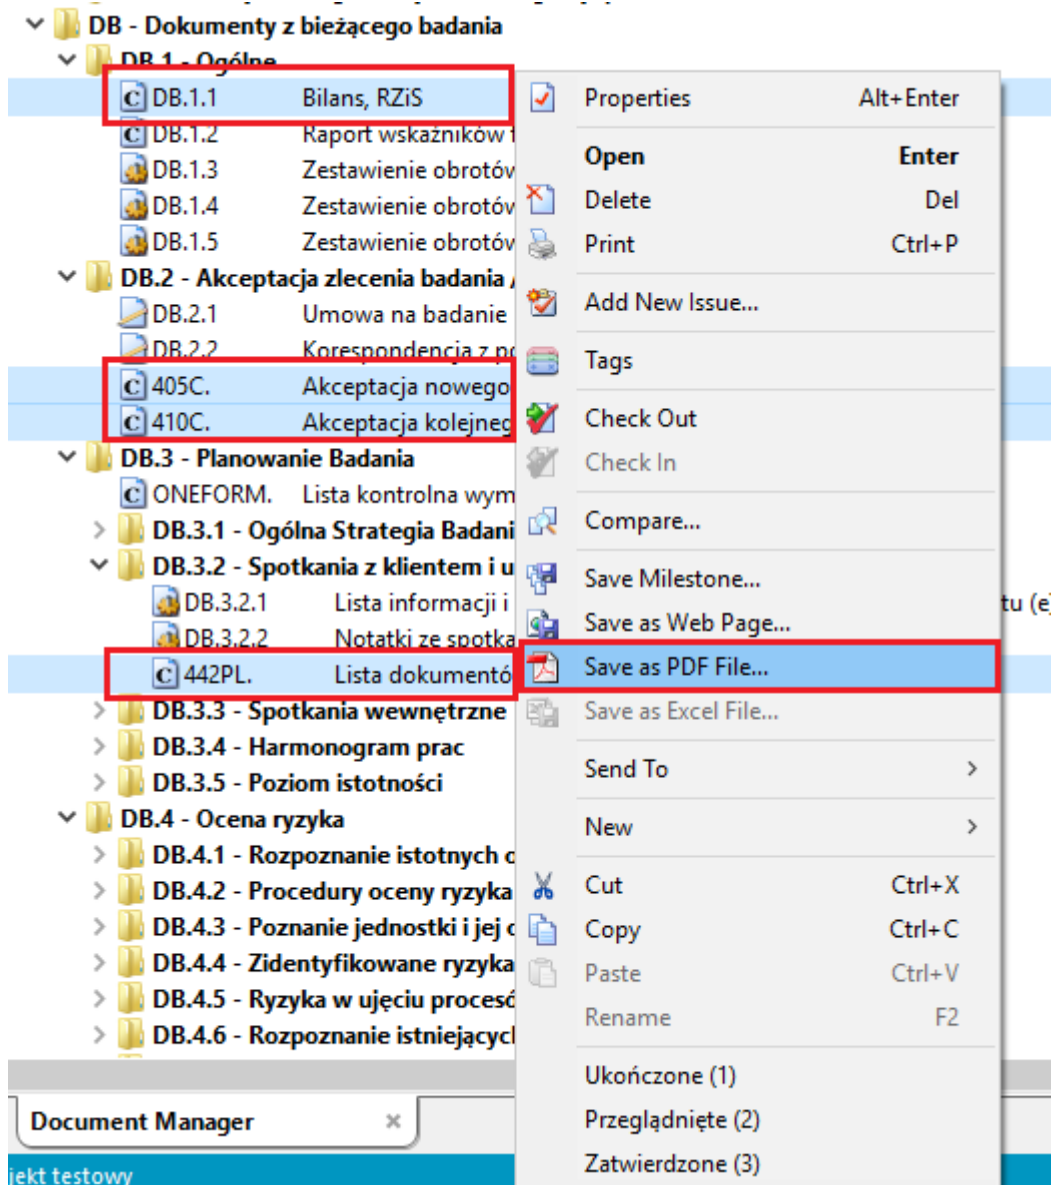 DB - Dokumenty z bieżącego badania
DB.1 - Ogólne
DB.1.1 Bilans, RZiS
DB.1.2 Raport wskaźników
DB.1.3 Zestawienie obrotów
DB.1.4 Zestawienie obrotów
DB.1.5 Zestawienie obrotów
DB.2 - Akceptacja zlecenia badania
DB.2.1 Umowa na badanie
DB.2.2 Korespondencja z
405C. Akceptacja nowego
410C. Akceptacja kolejneg
DB.3 - Planowanie Badania
ONEFORM. Lista kontrolna wym
DB.3.1 - Ogólna Strategia Badani
DB.3.2 - Spotkania z klientem i u
DB.3.2.1 Lista informacji i
tu (e
DB.3.2.2 Notatki ze spotka
442PL. Lista dokumentó
DB.3.3 - Spotkania wewnętrzne
DB.3.4 - Harmonogram prac
DB.3.5 - Poziom istotności
DB.4 - Ocena ryzyka
DB.4.1 - Rozpoznanie istotnych
DB.4.2 - Procedury oceny ryzyka
DB.4.3 - Poznanie jednostki i jej
DB.4.4 - Zidentyfikowane ryzyka
DB.4.5 - Ryzyka w ujęciu procesó
DB.4.6 - Rozpoznanie istniejącyc
Properties Alt+Enter
Open Enter
Delete Del
Print Ctrl+P
Add New Issue...
Tags
Check Out
Check In
Compare...
Save Milestone...
Save as Web Page...
Save as PDF File...
Save as Excel File...
Send To
New
Cut Ctrl+X
Copy Ctrl+C
Paste Ctrl+V
Rename F2
Ukończone (1)
Przeglądnięte (2)
Zatwierdzone (3)
Document Manager
jekt testowy